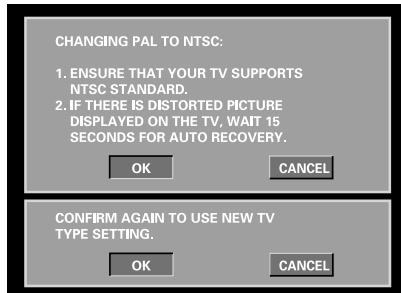 CHANGING PAL TO NTSC:
1. ENSURE THAT YOUR TV SUPPORTS
NTSC STANDARD.
2. IF THERE IS DISTORTED PICTURE
DISPLAYED ON THE TV, WAIT 15
SECONDS FOR AUTO RECOVERY.
OK CANCEL
CONFIRM AGAIN TO USE NEW TV
TYPE SETTING.
OK CANCEL